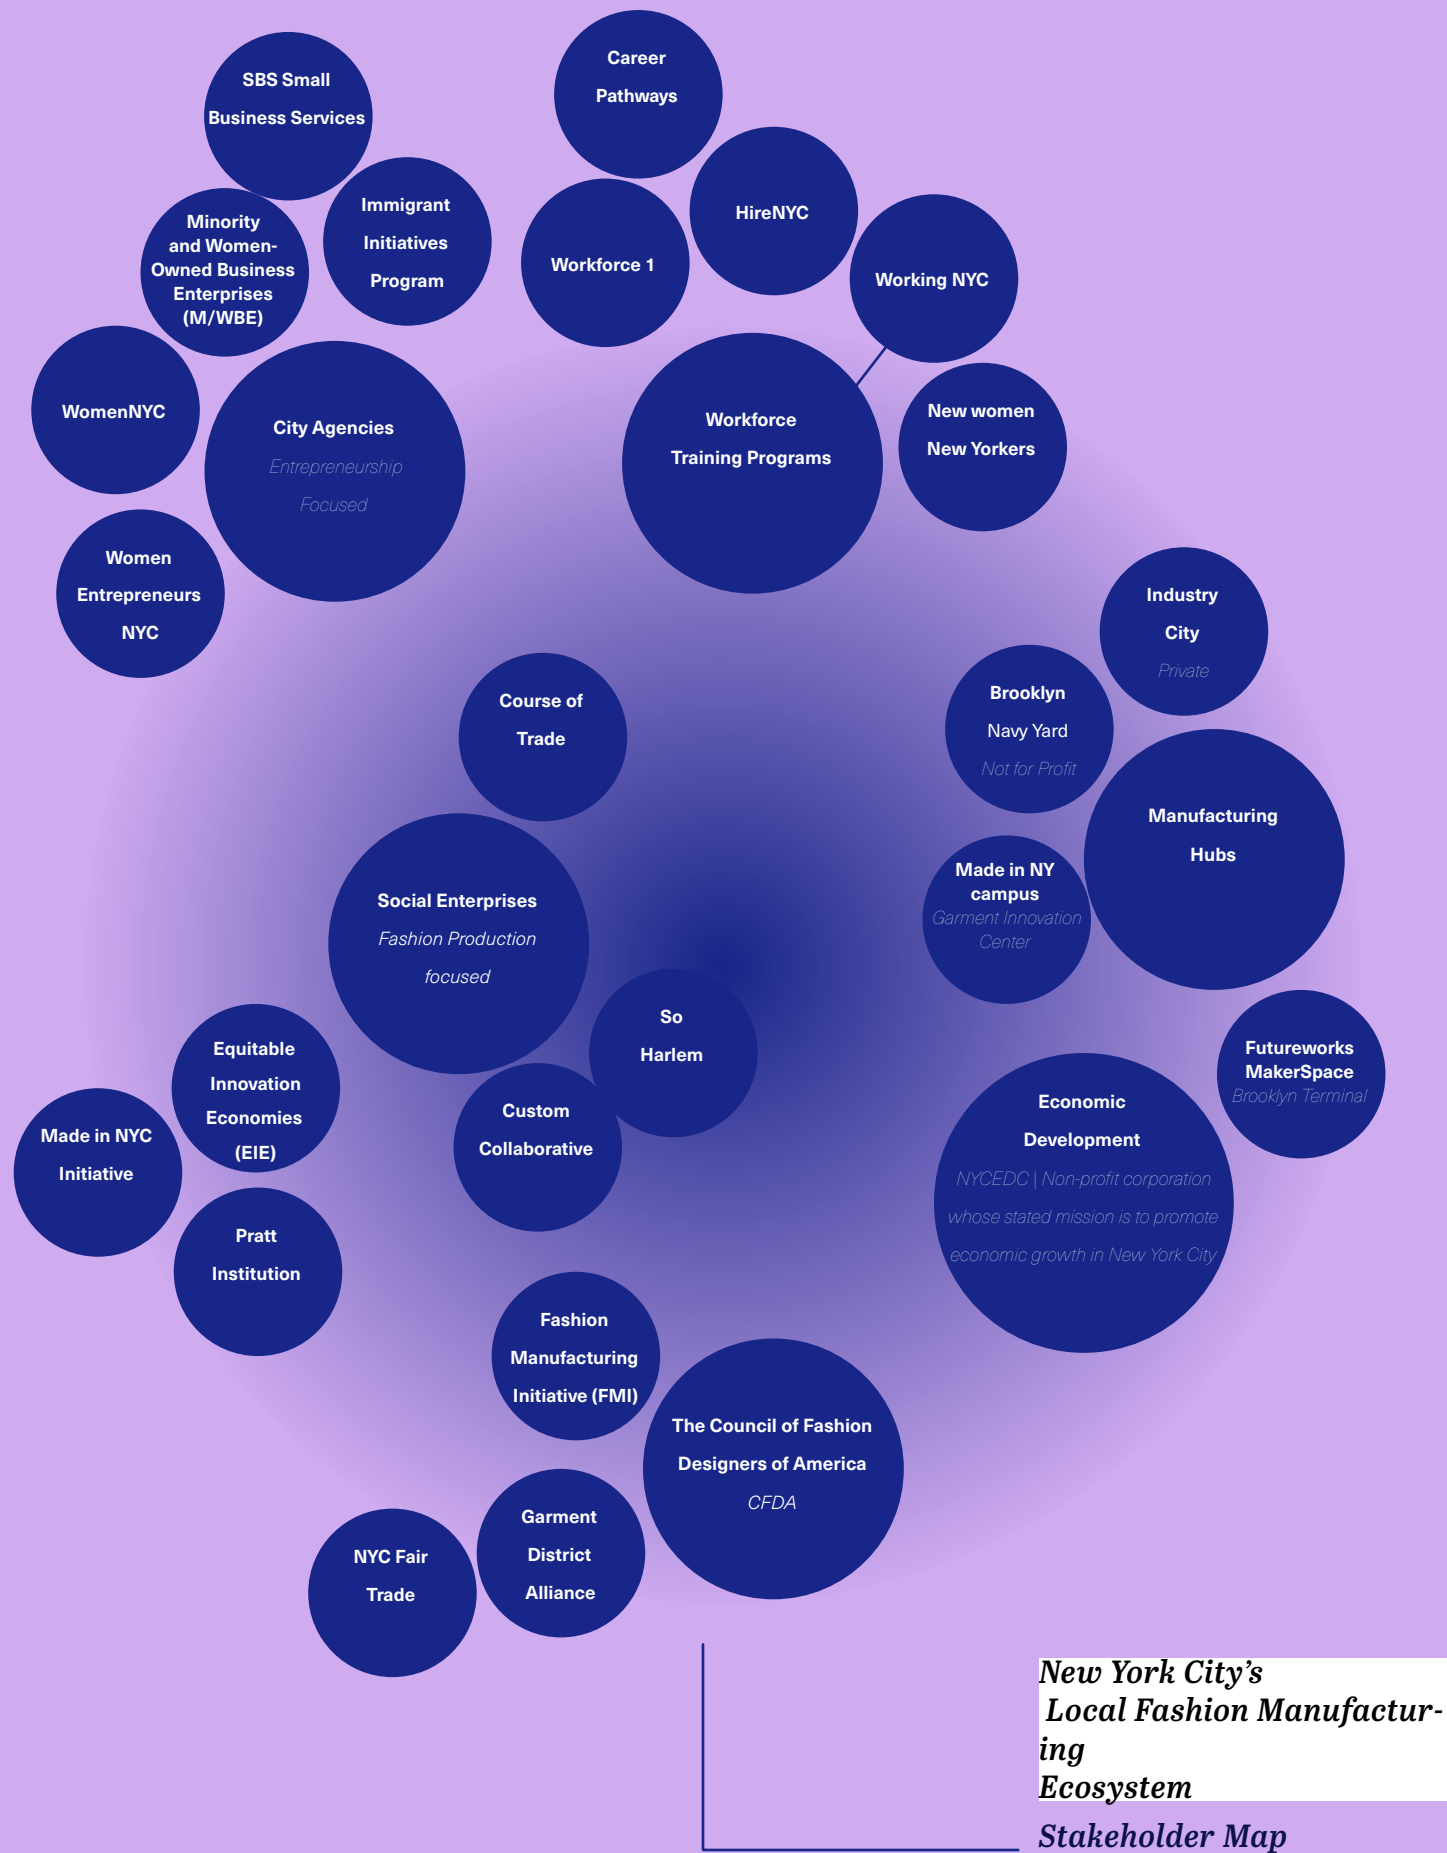 Career
Pathways
SBS Small
Business Services
HireNYC
Immigrant
Initiatives
Program
Minority
and Women-
Owned Business
Enterprises
(M/WBE)
Workforce 1
Working NYC
WomenNYC
City Agencies
Entrepreneurship
Focused
Workforce
Training Programs
New women
New Yorkers
Women
Entrepreneurs
NYC
Industry
City
Private
Course of
Trade
Brooklyn
Navy Yard
Not for Profit
Manufacturing
Hubs
Made in NY
campus
Garment Innovation
Center
Social Enterprises
Fashion Production
focused
So
Harlem
Equitable
Innovation
Economies
(EIE)
Futureworks
MakerSpace
Brooklyn Terminal
Made in NYC
Initiative
Custom
Collaborative
Economic
Development
NYCEDC | Non-profit corporation
whose stated mission is to promote
economic growth in New York City
Pratt
Institution
Fashion
Manufacturing
Initiative (FMI)
The Council of Fashion
Designers of America
CFDA
Garment
District
Alliance
NYC Fair
Trade
New York City’s
Local Fashion Manufactur-
ing
Ecosystem
Stakeholder Map